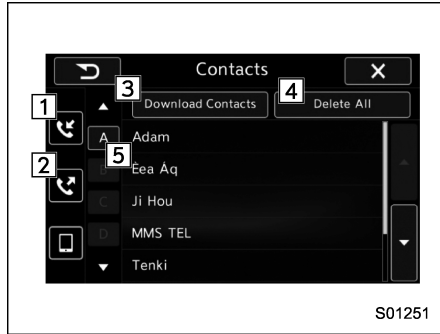 Contacts
3 4
Download Contacts Delete All
1
A Adam
5
B Èea Áq
2
C Ji Hou
D MMS TEL
Tenki
S01251